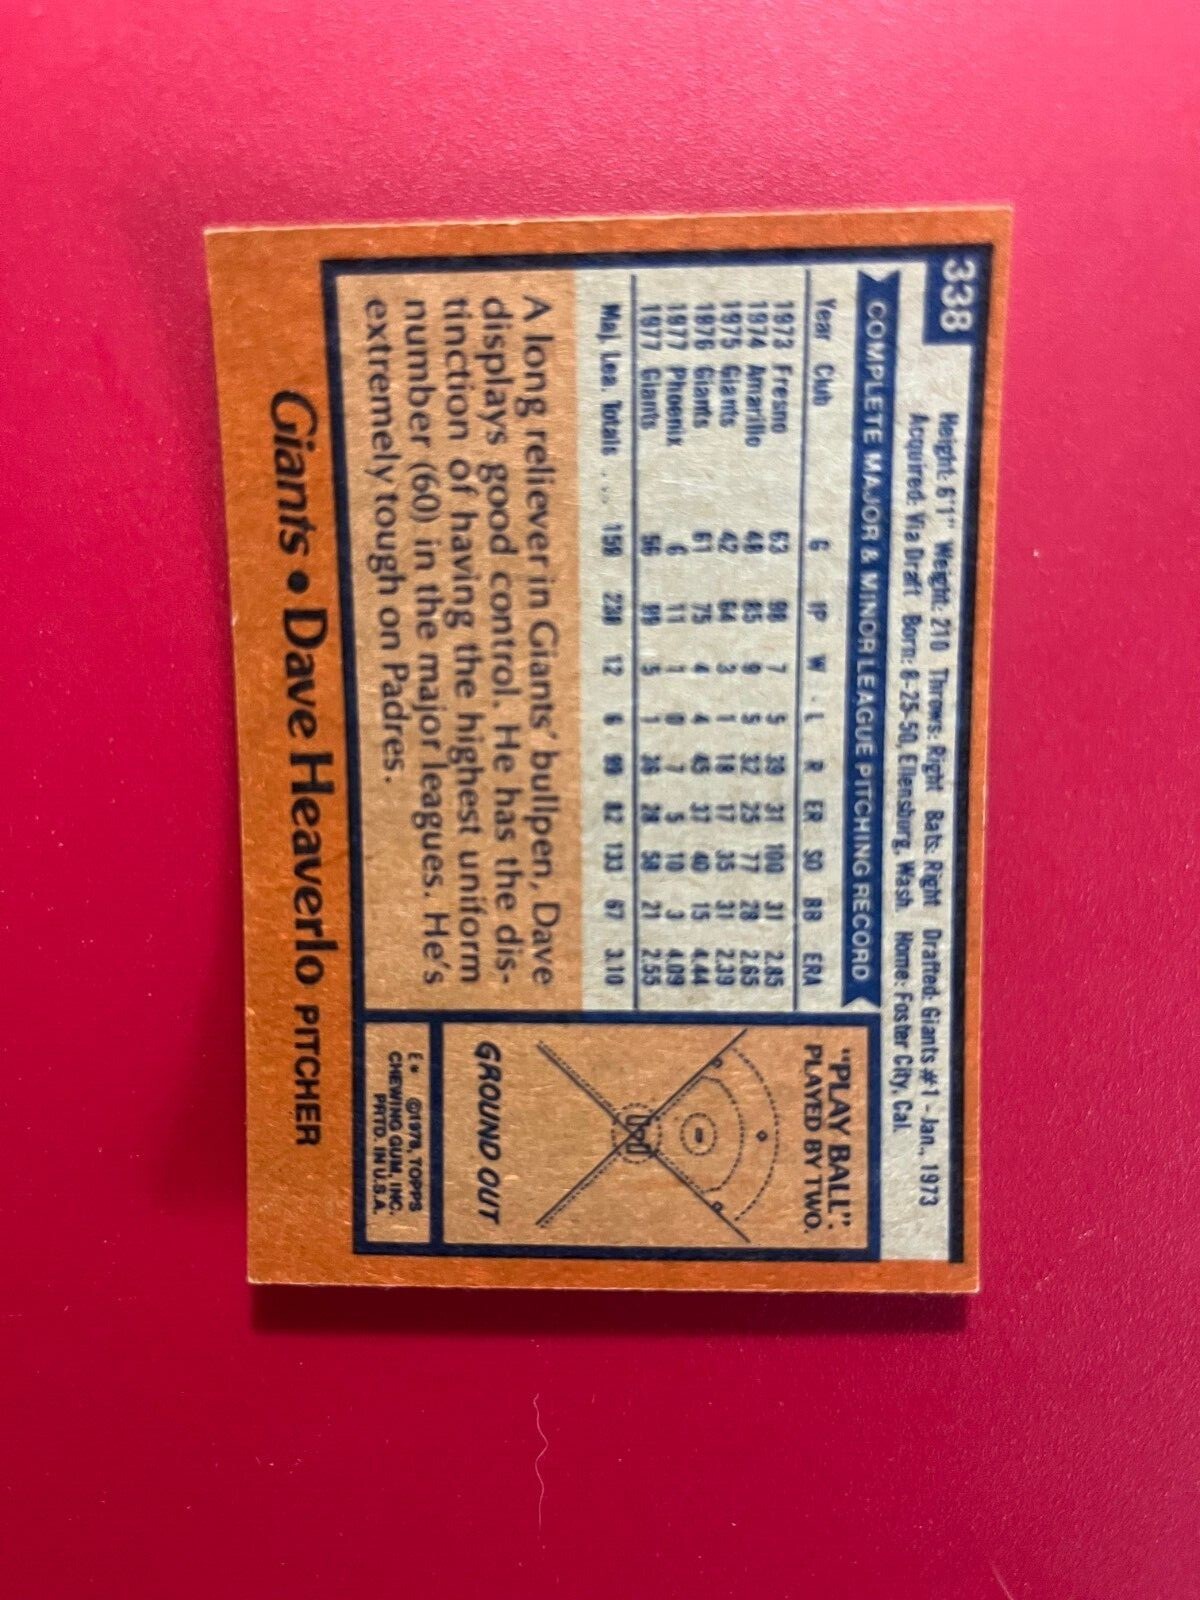 338
Height: 6'1" Weight: 210 Throws: Right Bats: Right Drafted: Giants #1 - Jan., 1973
Acquired: Via Draft Born: 8-25-50, Ellensburg, Wash. Home: Foster City, Cal.
COMPLETE MAJOR & MINOR LEAGUE PITCHING RECORD
Year Club G IP W L R ER SO BB ERA
1973 Fresno 63 98 7 5 39 31 100 31 2.85
1974 Amarillo 48 85 9 5 32 25 77 28 2.65
1975 Giants 42 64 3 1 18 17 35 31 2.39
1976 Giants 61 75 4 4 45 37 40 15 4.44
1977 Phoenix 6 11 1 0 7 5 10 3 4.09
1977 Giants 56 99 5 1 36 28 58 21 2.55
Maj. Lea. Totals ... 159 238 12 6 99 82 133 67 3.10
A long reliever in Giants' bullpen, Dave
displays good control. He has the dis-
tinction of having the highest uniform
number (60) in the major leagues. He's
extremely tough on Padres.
"PLAY BALL".
PLAYED BY TWO.
GROUND OUT
E* ©1978, TOPPS
CHEWING GUM, INC.
PRTD. IN U.S.A.
Giants • Dave Heaverlo PITCHER